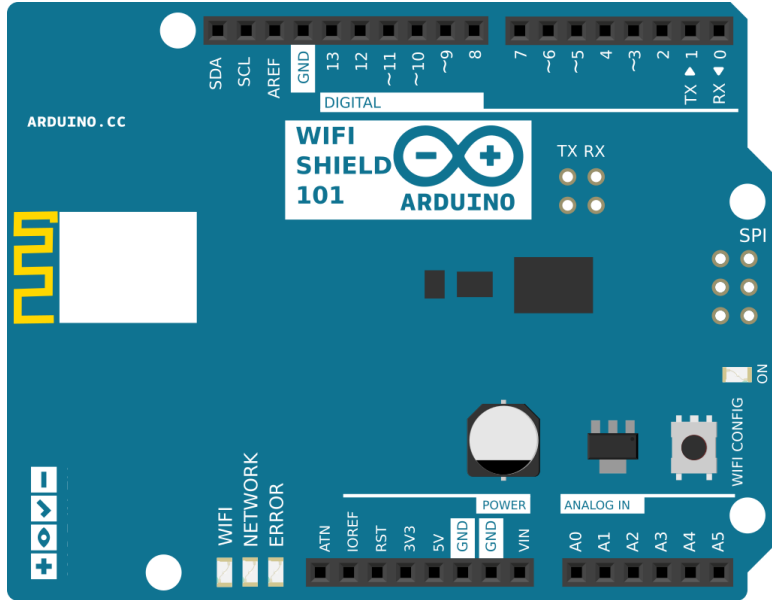 SDA SCL AREF GND 13 12 ~11 ~10 ~9 8 7 ~6 ~5 4 ~3 2 TX ▶ 1 RX ◀ 0
DIGITAL
ARDUINO.CC
WIFI
SHIELD
101
ARDUINO
TX RX
SPI
ON
WIFI CONFIG
WIFI
NETWORK
ERROR
POWER
ANALOG IN
ATN IOREF RST 3V3 5V GND GND VIN A0 A1 A2 A3 A4 A5